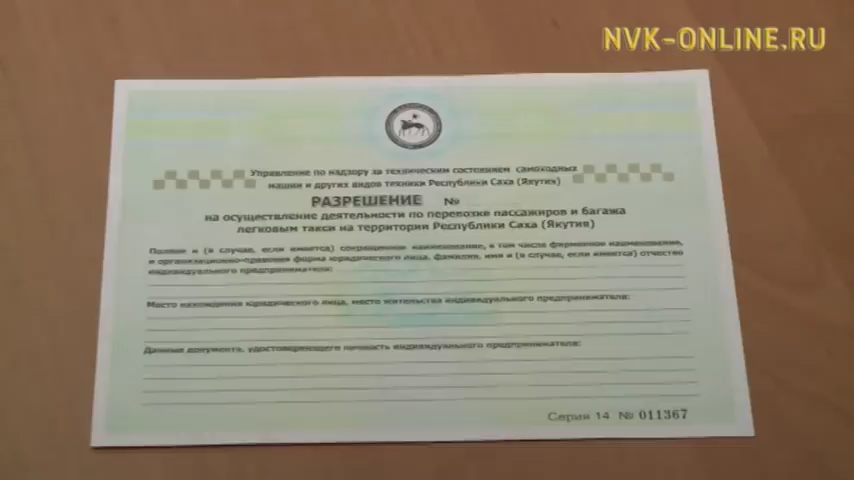 NVK-ONLINE.RU
Управление по надзору за техническим состоянием самоходных
машин и других видов техники Республики Саха (Якутия)
РАЗРЕШЕНИЕ №
на осуществление деятельности по перевозке пассажиров и багажа
легковым такси на территории Республики Саха (Якутия)
Полное и (в случае, если имеется) сокращенное наименование, в том числе фирменное наименование,
и организационно-правовая форма юридического лица, фамилия, имя и (в случае, если имеется) отчество
индивидуального предпринимателя:
Место нахождения юридического лица, место жительства индивидуального предпринимателя:
Данные документа, удостоверяющего личность индивидуального предпринимателя:
Серия 14 № 011367